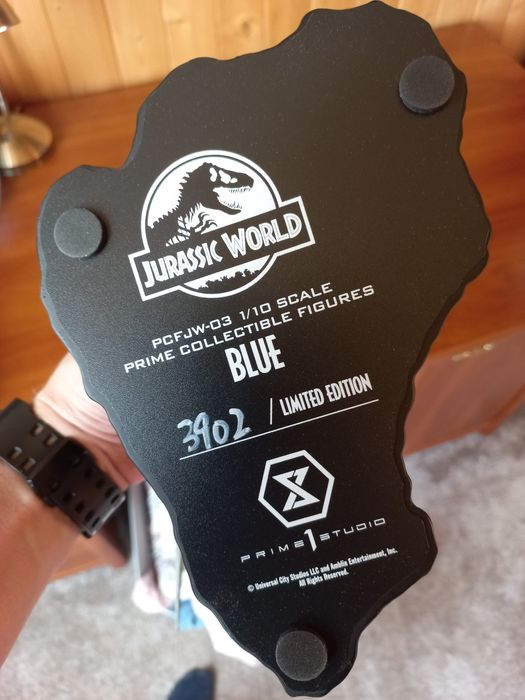 JURASSIC WORLD
PCFJW-03 1/10 SCALE
PRIME COLLECTIBLE FIGURES
BLUE
3902 / LIMITED EDITION
PRIME 1 STUDIO
© Universal City Studios LLC and Amblin Entertainment, Inc.
All Rights Reserved.